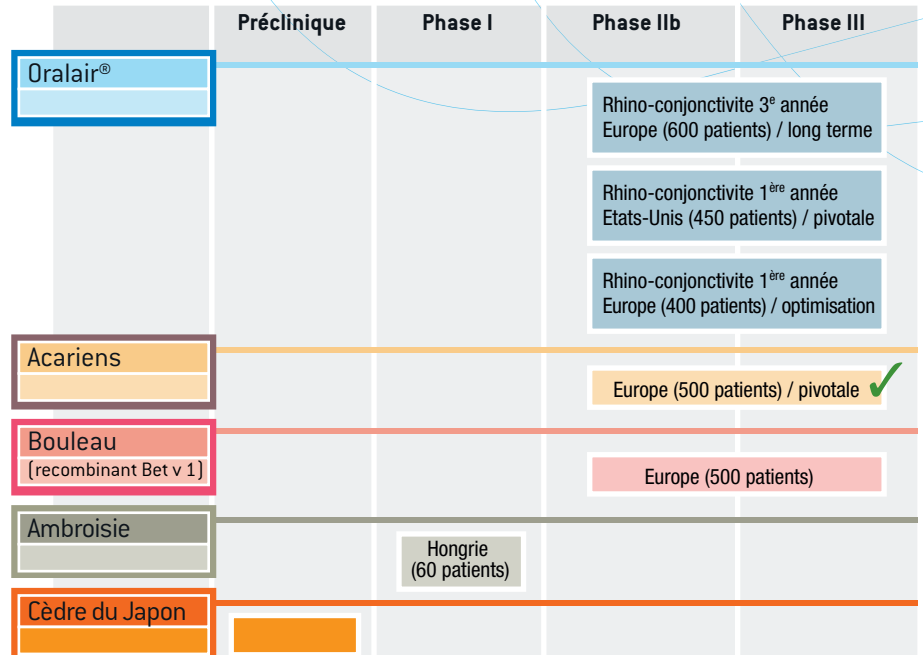 Préclinique
Phase I
Phase IIb
Phase III
Oralair®
Rhino-conjonctivite 3e année
Europe (600 patients) / long terme
Rhino-conjonctivite 1ère année
Etats-Unis (450 patients) / pivotale
Rhino-conjonctivite 1ère année
Europe (400 patients) / optimisation
Acariens
Europe (500 patients) / pivotale
Bouleau
(recombinant Bet v 1)
Europe (500 patients)
Ambroisie
Hongrie
(60 patients)
Cèdre du Japon